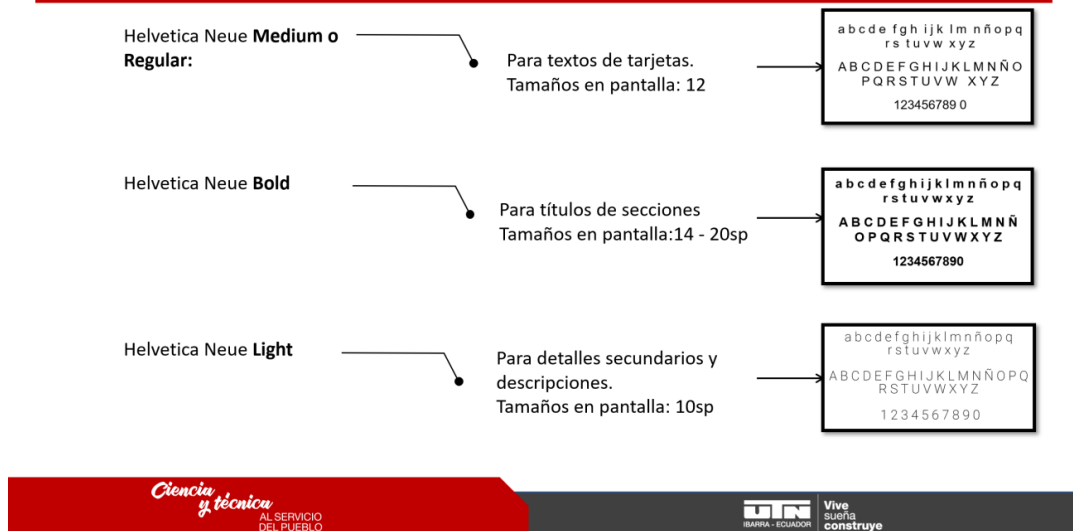 Helvetica Neue Medium o
Regular:
Para textos de tarjetas.
Tamaños en pantalla: 12
abcde fgh ijk lm nñopq
rs tuvw xyz
ABCDEFGHIJKLMNÑO
PQRSTUVW XYZ
123456789 0
Helvetica Neue Bold
Para títulos de secciones
Tamaños en pantalla:14 - 20sp
abcdefghijklmnñopq
rstuvwxyz
ABCDEFGHIJKLMNÑ
OPQRSTUVWXYZ
1234567890
Helvetica Neue Light
Para detalles secundarios y
descripciones.
Tamaños en pantalla: 10sp
abcdefghijklmnñopq
rstuvwxyz
ABCDEFGHIJKLMNÑOPQ
RSTUVWXYZ
1234567890
Ciencia
y técnica
AL SERVICIO
DEL PUEBLO
UTN
IBARRA - ECUADOR
Vive
sueña
construye